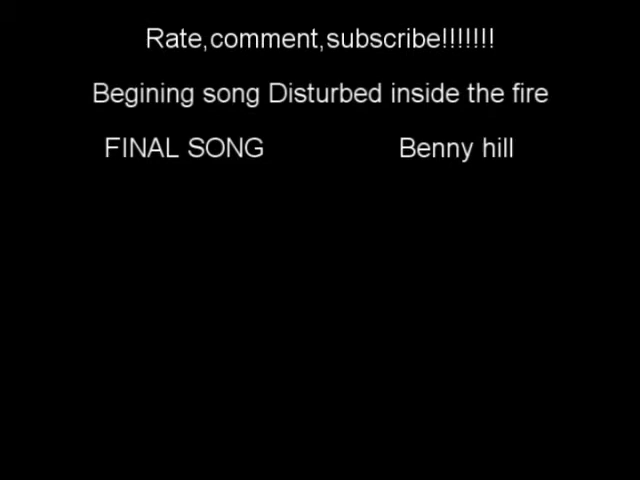 Rate,comment,subscribe!!!!!!!
Begining song Disturbed inside the fire
FINAL SONG Benny hill